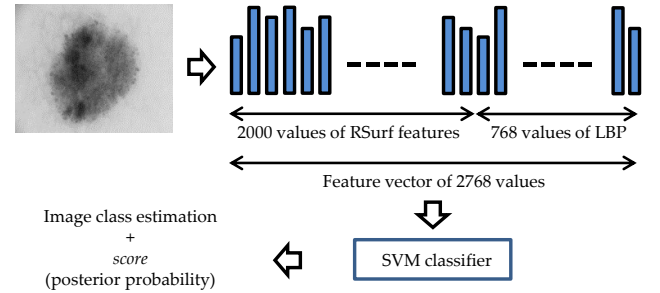 2000 values of RSurf features
768 values of LBP
Feature vector of 2768 values
Image class estimation
+
score
(posterior probability)
SVM classifier